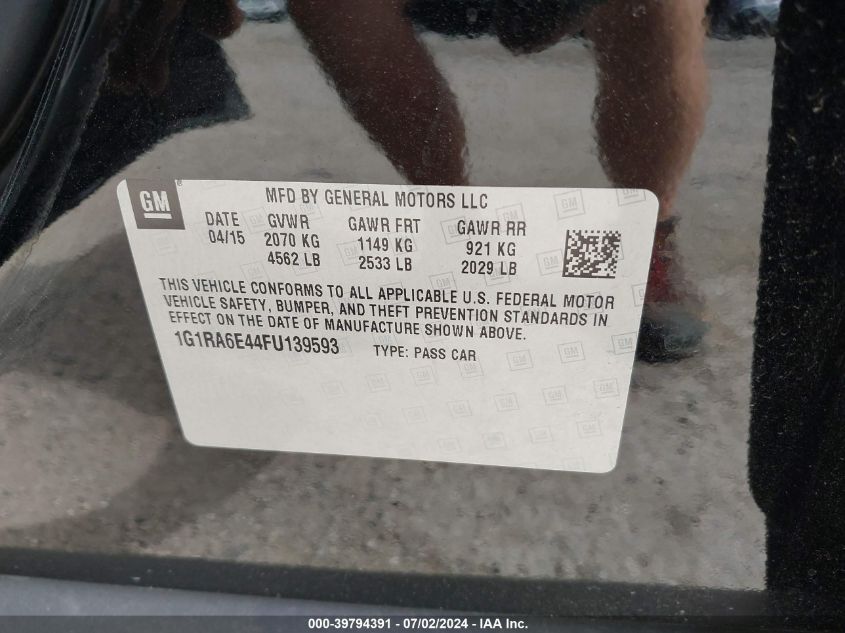 GM
MFD BY GENERAL MOTORS LLC
DATE GVWR GAWR FRT GAWR RR
04/15 2070 KG 1149 KG 921 KG
4562 LB 2533 LB 2029 LB
THIS VEHICLE CONFORMS TO ALL APPLICABLE U.S. FEDERAL MOTOR
VEHICLE SAFETY, BUMPER, AND THEFT PREVENTION STANDARDS IN
EFFECT ON THE DATE OF MANUFACTURE SHOWN ABOVE.
1G1RA6E44FU139593 TYPE: PASS CAR
000-39794391 - 07/02/2024 - IAA Inc.